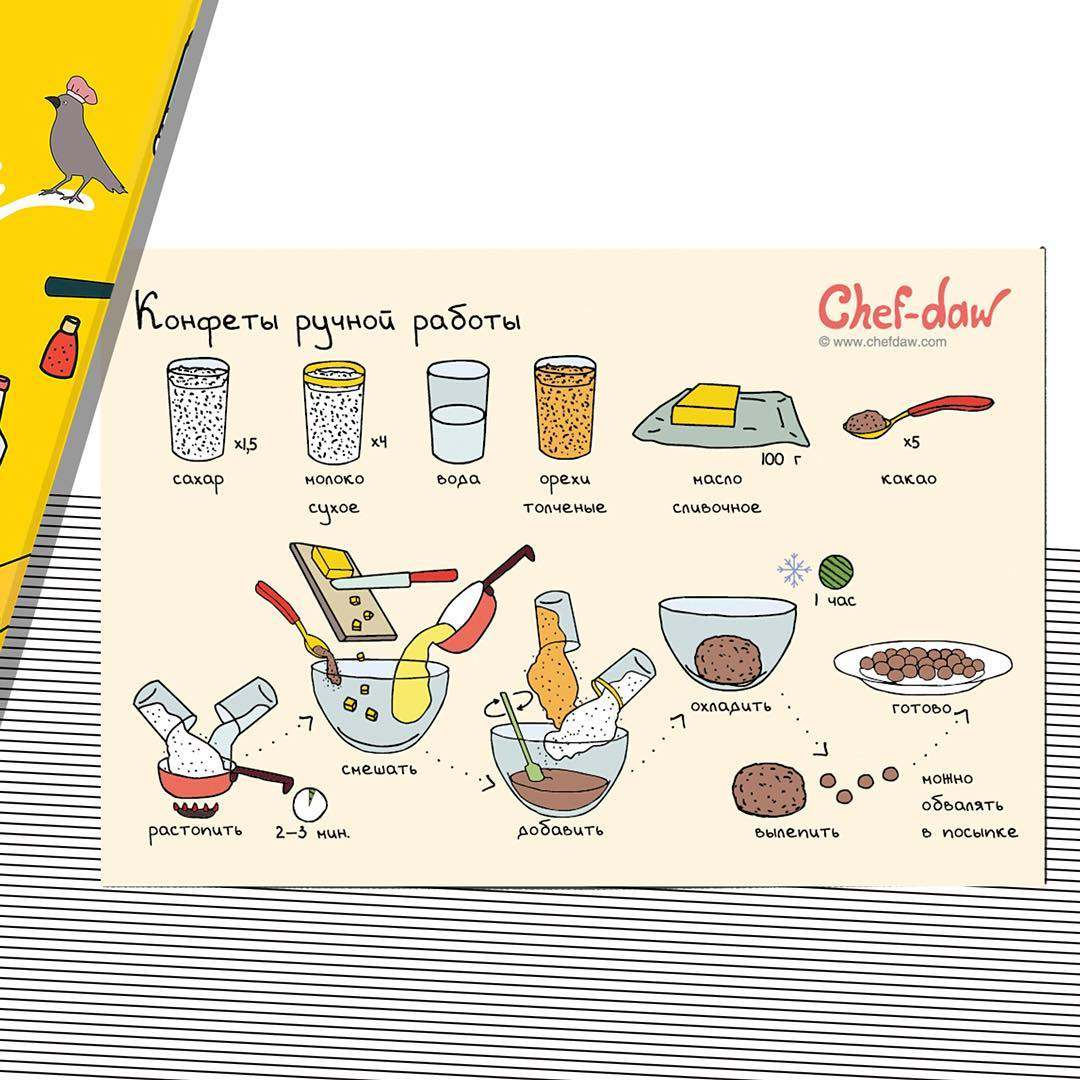 Конфеты ручной работы
Chef-daw
© www.chefdaw.com
x1,5
x4
100 г
x5
сахар
молоко
сухое
вода
орехи
толченые
масло
сливочное
какао
1 час
растопить
2–3 мин.
смешать
добавить
охладить
вылепить
можно
обвалять
в посыпке
готово